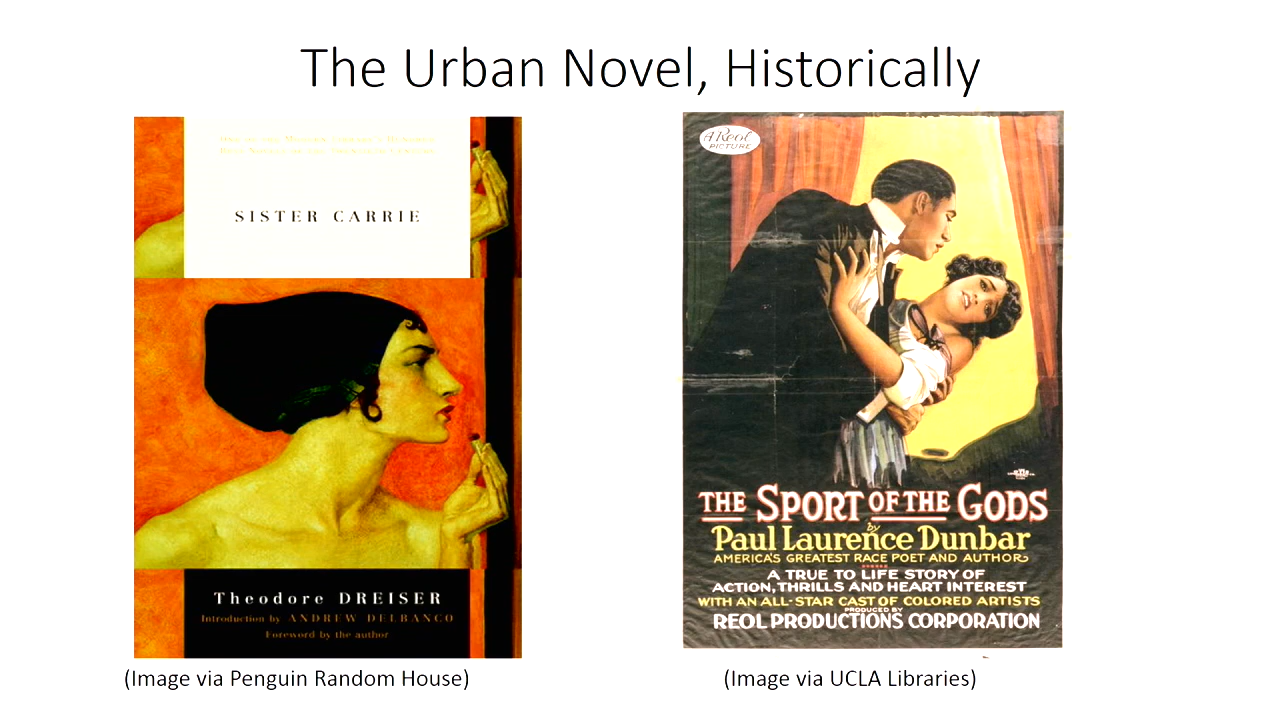 The Urban Novel, Historically
SISTER CARRIE
Theodore DREISER
Introduction by ANDREW DELBANCO
Foreword by the author
(Image via Penguin Random House)
A Reol
PICTURE
THE SPORT OF THE GODS
by
Paul Laurence Dunbar
AMERICA'S GREATEST RACE POET AND AUTHOR
A TRUE TO LIFE STORY OF
ACTION, THRILLS AND HEART INTEREST
WITH AN ALL-STAR CAST OF COLORED ARTISTS
PRODUCED BY
REOL PRODUCTIONS CORPORATION
(Image via UCLA Libraries)